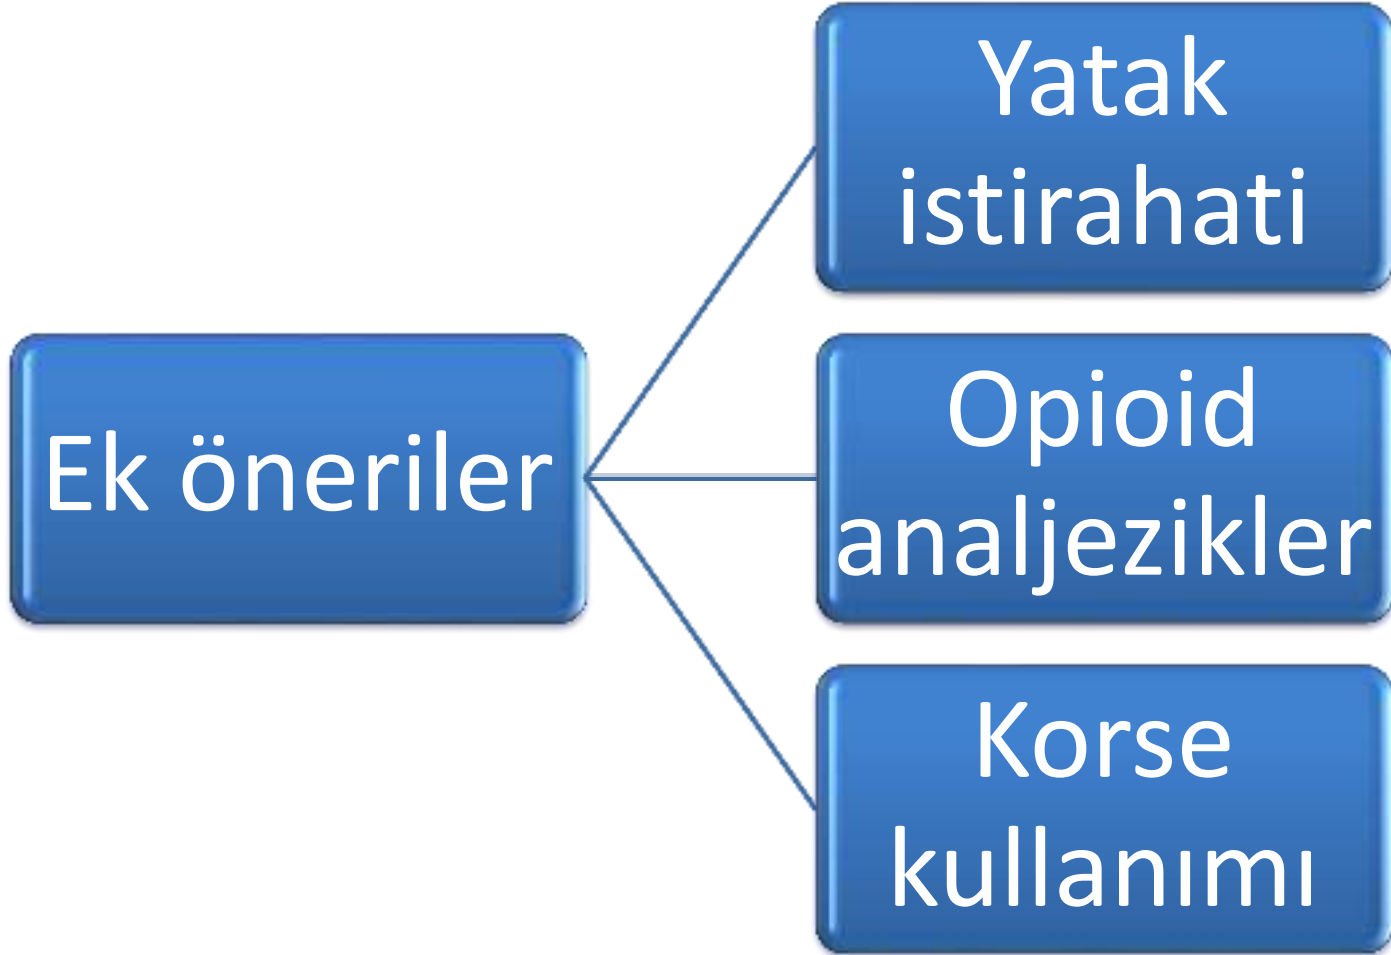 Ek öneriler
Yatak
istirahati
Opioid
analjezikler
Korse
kullanımı